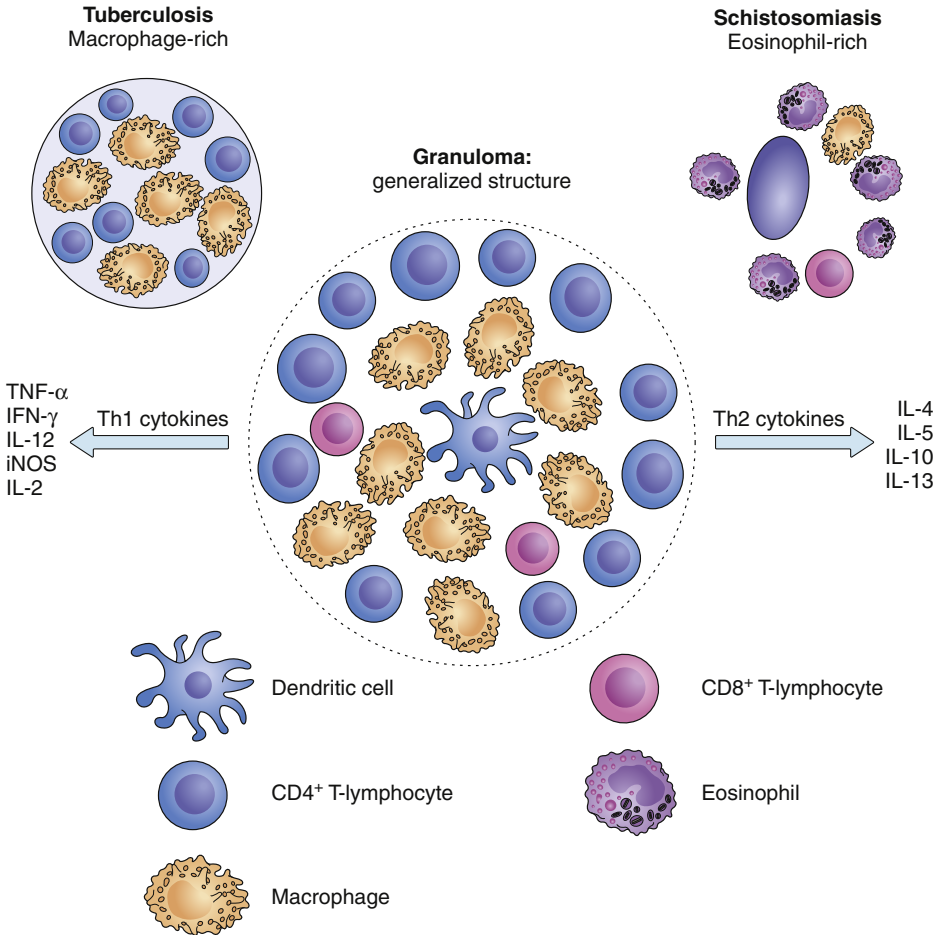 Tuberculosis
Macrophage-rich
Schistosomiasis
Eosinophil-rich
Granuloma:
generalized structure
TNF-α
IFN-γ
IL-12
iNOS
IL-2
Th1 cytokines
Th2 cytokines
IL-4
IL-5
IL-10
IL-13
Dendritic cell
CD8⁺ T-lymphocyte
CD4⁺ T-lymphocyte
Eosinophil
Macrophage